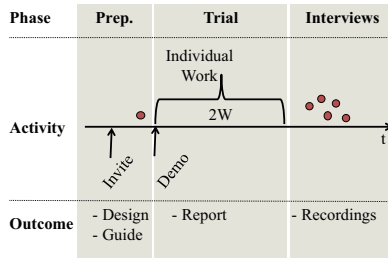 Phase Prep. Trial Interviews
Individual
Work
2W
Activity
t
Invite
Demo
Outcome - Design - Report - Recordings
- Guide